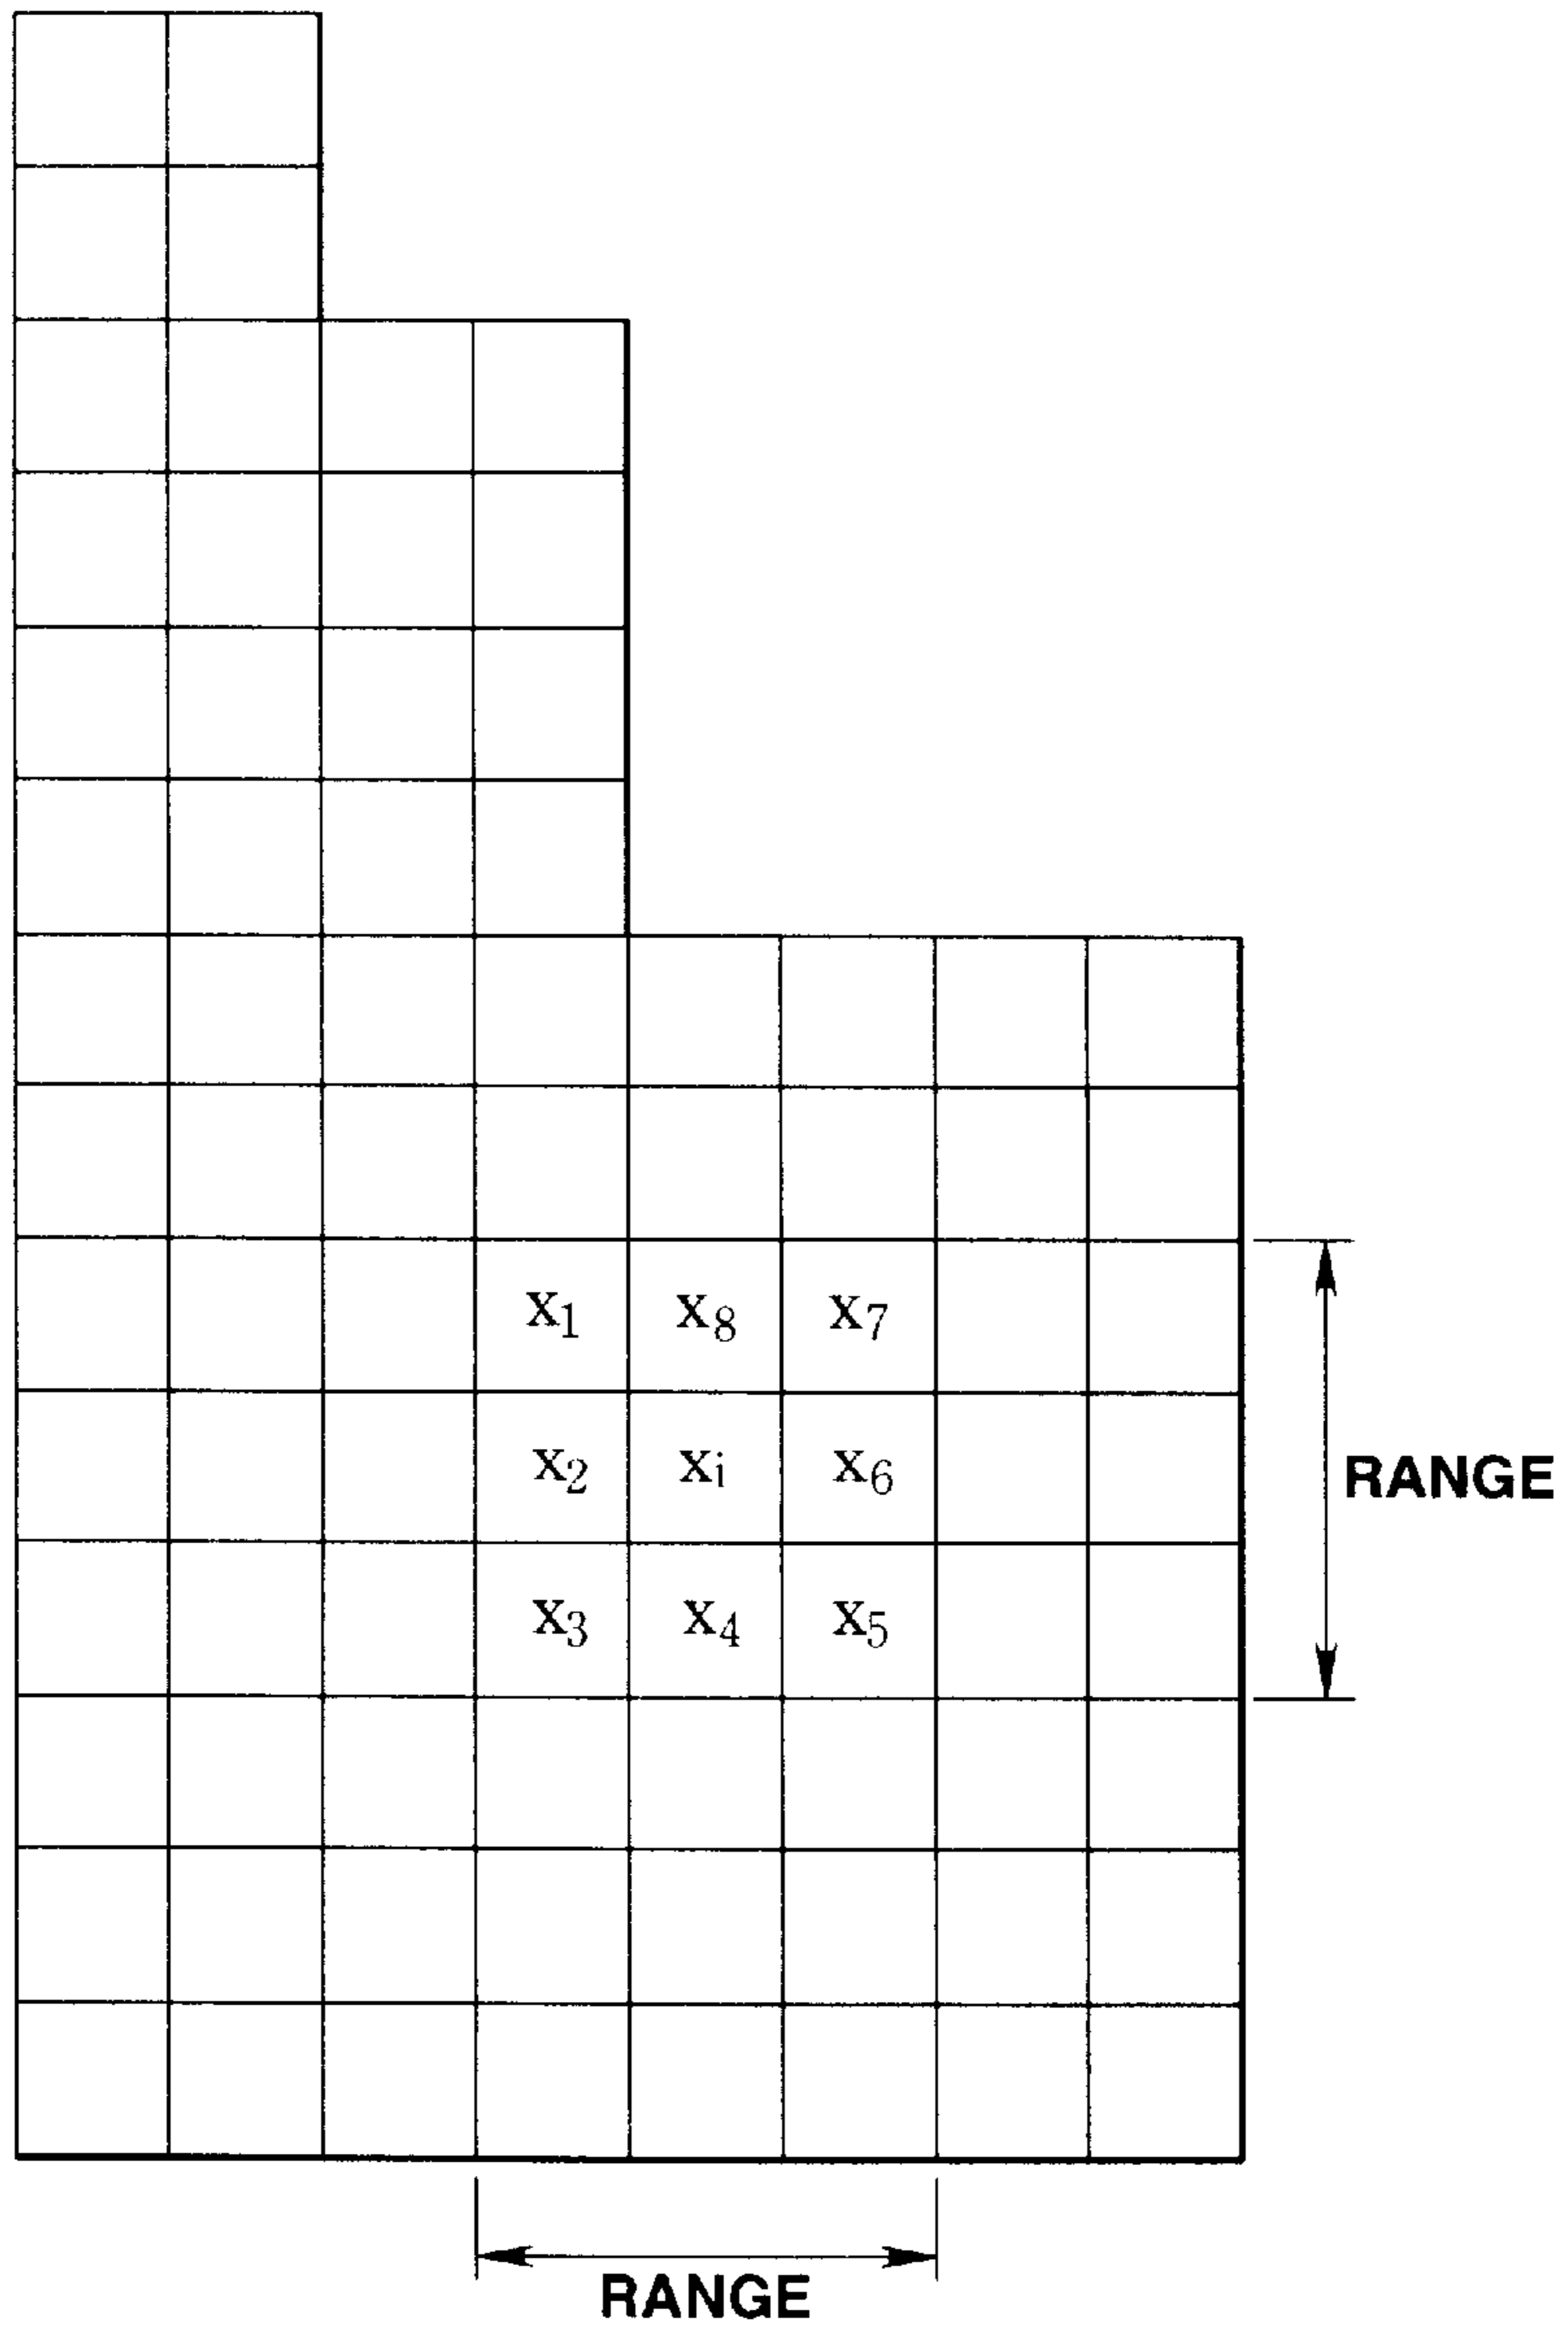 x₁ x₈ x₇
x₂ xi x₆
RANGE
x₃ x₄ x₅
RANGE